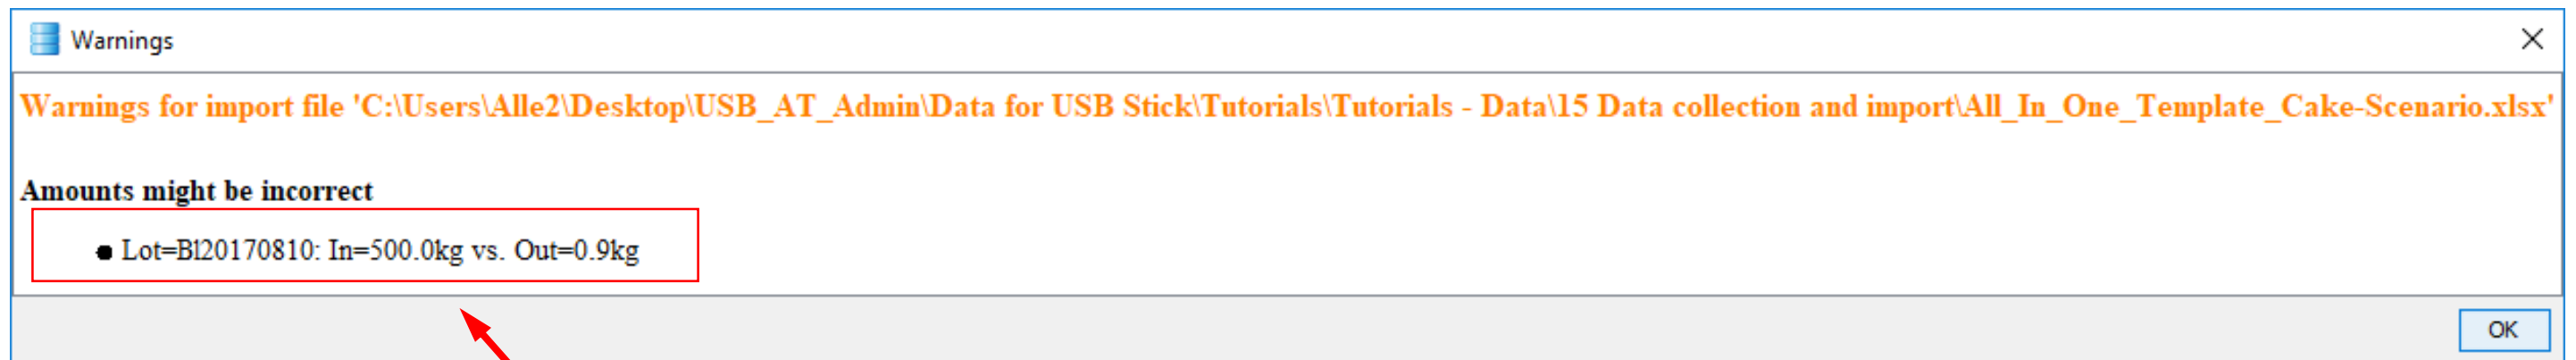 Warnings
Warnings for import file 'C:\Users\Alle2\Desktop\USB_AT_Admin\Data for USB Stick\Tutorials\Tutorials - Data\15 Data collection and import\All_In_One_Template_Cake-Scenario.xlsx'
Amounts might be incorrect
● Lot=Bl20170810: In=500.0kg vs. Out=0.9kg
OK